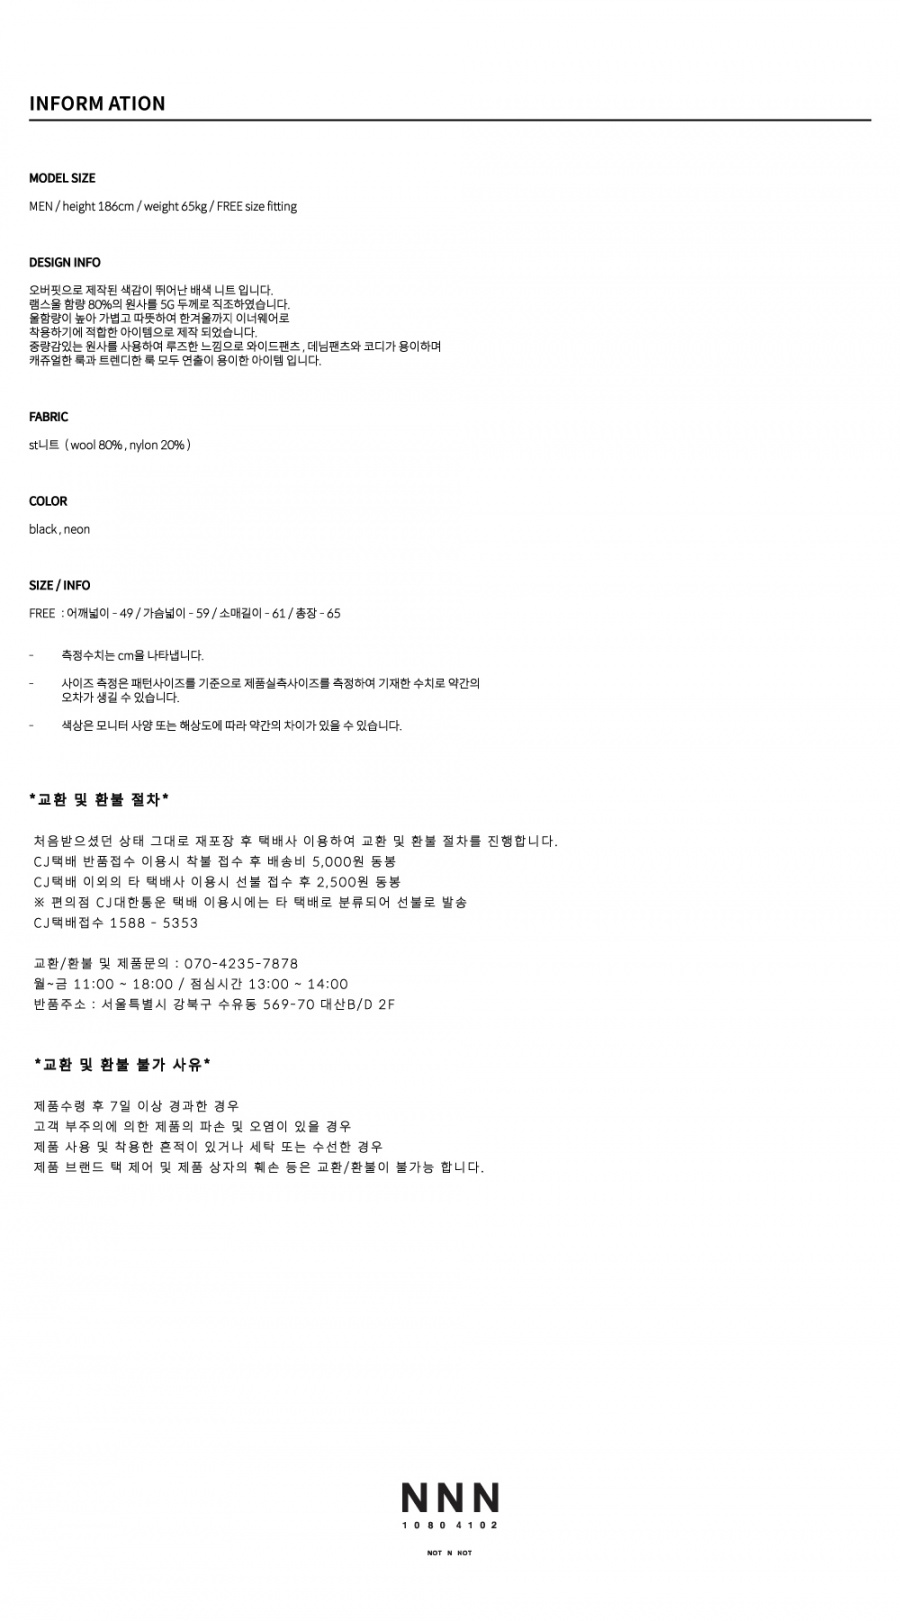 INFORMATION
MODEL SIZE
MEN / height 186cm / weight 65kg / FREE size fitting
DESIGN INFO
오버핏으로 제작된 색감이 뛰어난 배색 니트 입니다.
램스울 함량 80%의 원사를 5G 두께로 직조하였습니다.
울함량이 높아 가볍고 따뜻하여 한겨울까지 이너웨어로
착용하기에 적합한 아이템으로 제작 되었습니다.
중량감있는 원사를 사용하여 루즈한 느낌으로 와이드팬츠 , 데님팬츠와 코디가 용이하며
캐쥬얼한 룩과 트렌디한 룩 모두 연출이 용이한 아이템 입니다.
FABRIC
st니트 ( wool 80% , nylon 20% )
COLOR
black , neon
SIZE / INFO
FREE : 어깨넓이 - 49 / 가슴넓이 - 59 / 소매길이 - 61 / 총장 - 65
- 측정수치는 cm을 나타냅니다.
- 사이즈 측정은 패턴사이즈를 기준으로 제품실측사이즈를 측정하여 기재한 수치로 약간의
오차가 생길 수 있습니다.
- 색상은 모니터 사양 또는 해상도에 따라 약간의 차이가 있을 수 있습니다.
*교환 및 환불 절차*
처음받으셨던 상태 그대로 재포장 후 택배사 이용하여 교환 및 환불 절차를 진행합니다.
CJ택배 반품접수 이용시 착불 접수 후 배송비 5,000원 동봉
CJ택배 이외의 타 택배사 이용시 선불 접수 후 2,500원 동봉
※ 편의점 CJ대한통운 택배 이용시에는 타 택배로 분류되어 선불로 발송
CJ택배접수 1588 - 5353
교환/환불 및 제품문의 : 070-4235-7878
월~금 11:00 ~ 18:00 / 점심시간 13:00 ~ 14:00
반품주소 : 서울특별시 강북구 수유동 569-70 대산B/D 2F
*교환 및 환불 불가 사유*
제품수령 후 7일 이상 경과한 경우
고객 부주의에 의한 제품의 파손 및 오염이 있을 경우
제품 사용 및 착용한 흔적이 있거나 세탁 또는 수선한 경우
제품 브랜드 택 제어 및 제품 상자의 훼손 등은 교환/환불이 불가능 합니다.
NNN
1080 4102
NOT N NOT